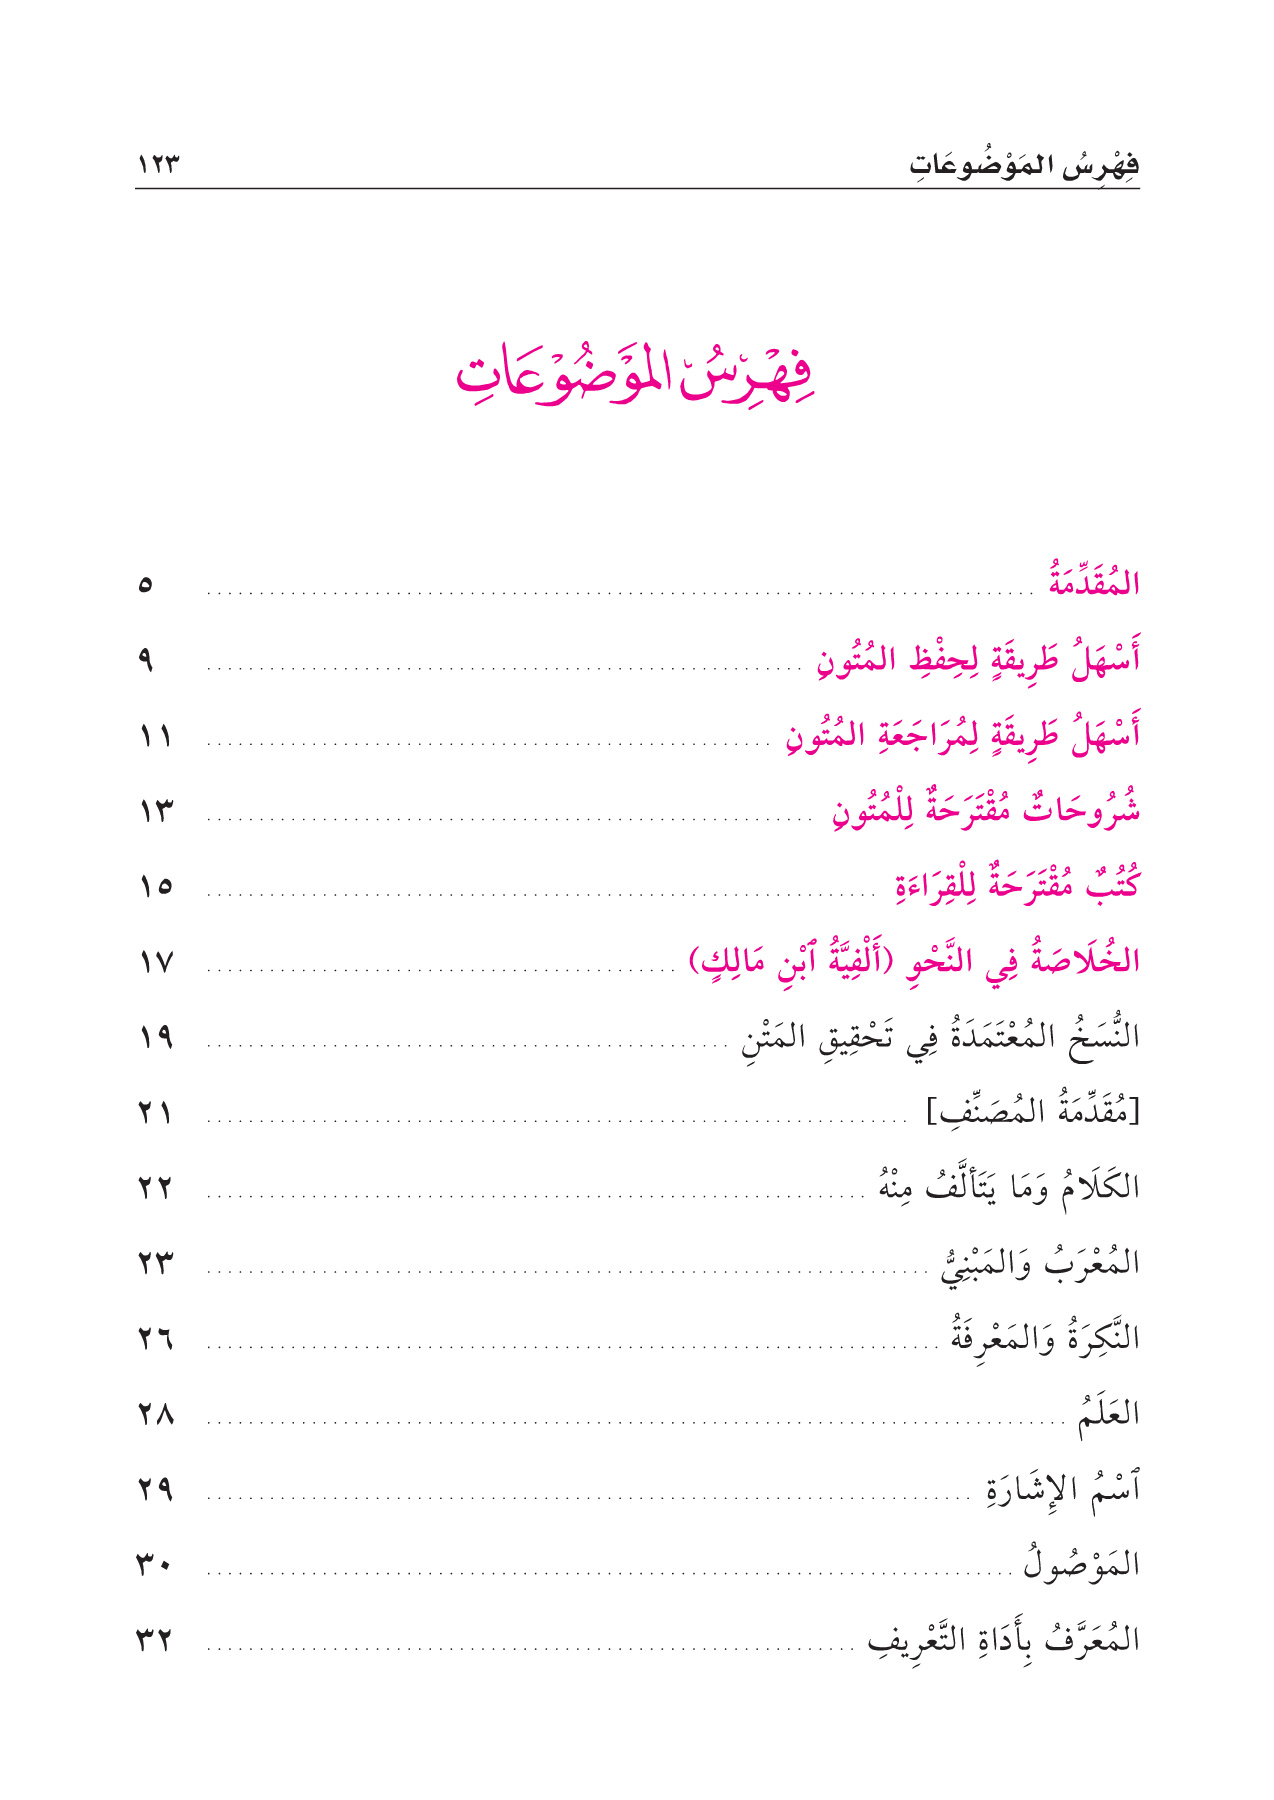 فِهْرِسُ المَوْضُوعَاتِ ١٢٣
فِهْرِسُ المَوْضُوْعَاتِ
المُقَدِّمَةُ ................ ٥
أَسْهَلُ طَرِيقَةٍ لِحِفْظِ المُتُونِ ................ ٩
أَسْهَلُ طَرِيقَةٍ لِمُرَاجَعَةِ المُتُونِ ................ ١١
شُرُوحَاتٌ مُقْتَرَحَةٌ لِلْمُتُونِ ................ ١٣
كُتُبٌ مُقْتَرَحَةٌ لِلْقِرَاءَةِ ................ ١٥
الخُلَاصَةُ فِي النَّحْوِ (أَلْفِيَّةُ ٱبْنِ مَالِكٍ) ................ ١٧
النُّسَخُ المُعْتَمَدَةُ فِي تَحْقِيقِ المَتْنِ ................ ١٩
[مُقَدِّمَةُ المُصَنِّفِ] ................ ٢١
الكَلَامُ وَمَا يَتَأَلَّفُ مِنْهُ ................ ٢٢
المُعْرَبُ وَالمَبْنِيُّ ................ ٢٣
النَّكِرَةُ وَالمَعْرِفَةُ ................ ٢٦
العَلَمُ ................ ٢٨
ٱسْمُ الإِشَارَةِ ................ ٢٩
المَوْصُولُ ................ ٣٠
المُعَرَّفُ بِأَدَاةِ التَّعْرِيفِ ................ ٣٢